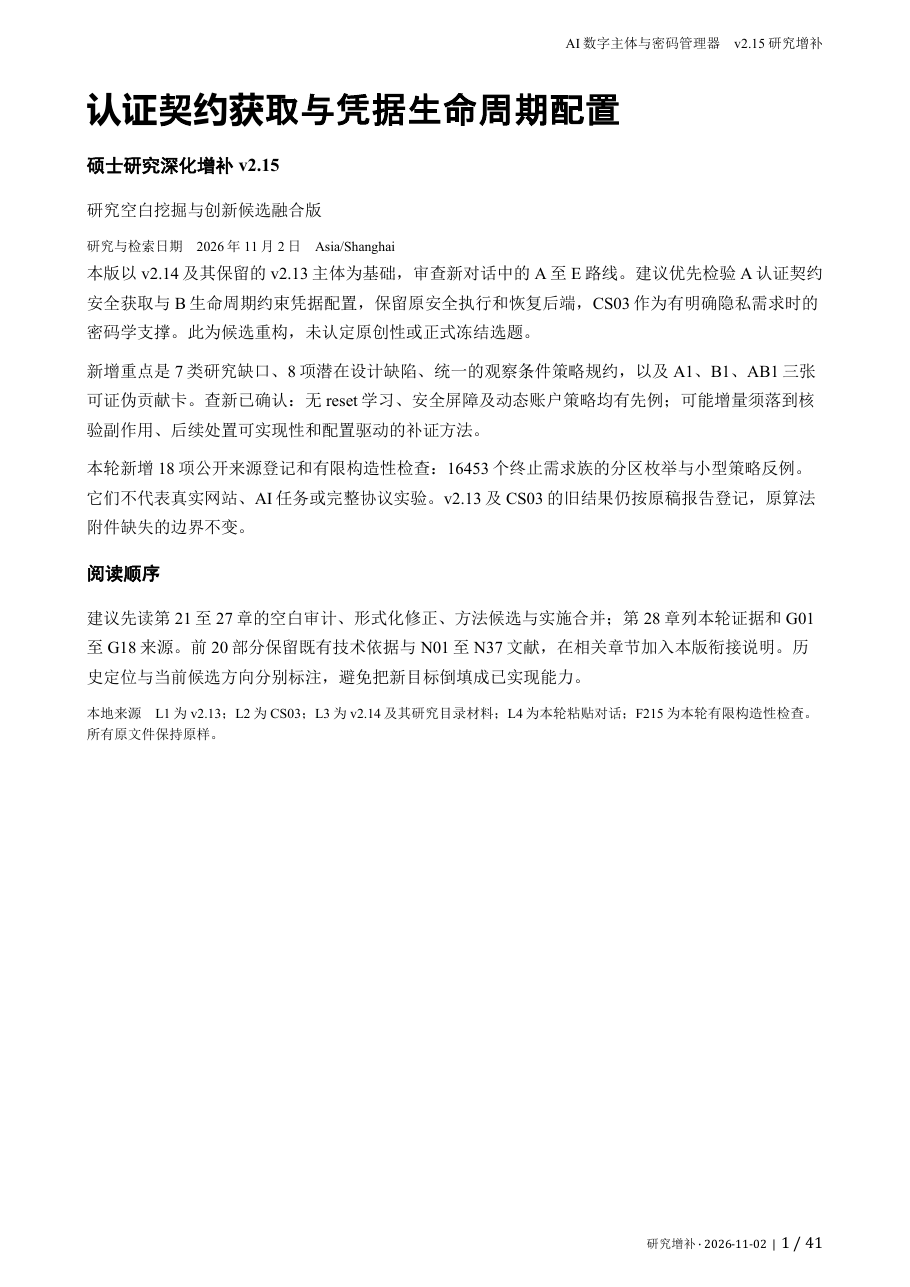 AI 数字主体与密码管理器　v2.15 研究增补
认证契约获取与凭据生命周期配置
硕士研究深化增补 v2.15
研究空白挖掘与创新候选融合版
研究与检索日期　2026 年 11 月 2 日　Asia/Shanghai
本版以 v2.14 及其保留的 v2.13 主体为基础，审查新对话中的 A 至 E 路线。建议优先检验 A 认证契约
安全获取与 B 生命周期约束凭据配置，保留原安全执行和恢复后端，CS03 作为有明确隐私需求时的
密码学支撑。此为候选重构，未认定原创性或正式冻结选题。
新增重点是 7 类研究缺口、8 项潜在设计缺陷、统一的观察条件策略规约，以及 A1、B1、AB1 三张
可证伪贡献卡。查新已确认：无 reset 学习、安全屏障及动态账户策略均有先例；可能增量须落到核
验副作用、后续处置可实现性和配置驱动的补证方法。
本轮新增 18 项公开来源登记和有限构造性检查：16453 个终止需求族的分区枚举与小型策略反例。
它们不代表真实网站、AI 任务或完整协议实验。v2.13 及 CS03 的旧结果仍按原稿报告登记，原算法
附件缺失的边界不变。
阅读顺序
建议先读第 21 至 27 章的空白审计、形式化修正、方法候选与实施合并；第 28 章列本轮证据和 G01
至 G18 来源。前 20 部分保留既有技术依据与 N01 至 N37 文献，在相关章节加入本版衔接说明。历
史定位与当前候选方向分别标注，避免把新目标倒填成已实现能力。
本地来源　L1 为 v2.13；L2 为 CS03；L3 为 v2.14 及其研究目录材料；L4 为本轮粘贴对话；F215 为本轮有限构造性检查。
所有原文件保持原样。
研究增补 · 2026-11-02 | 1 / 41